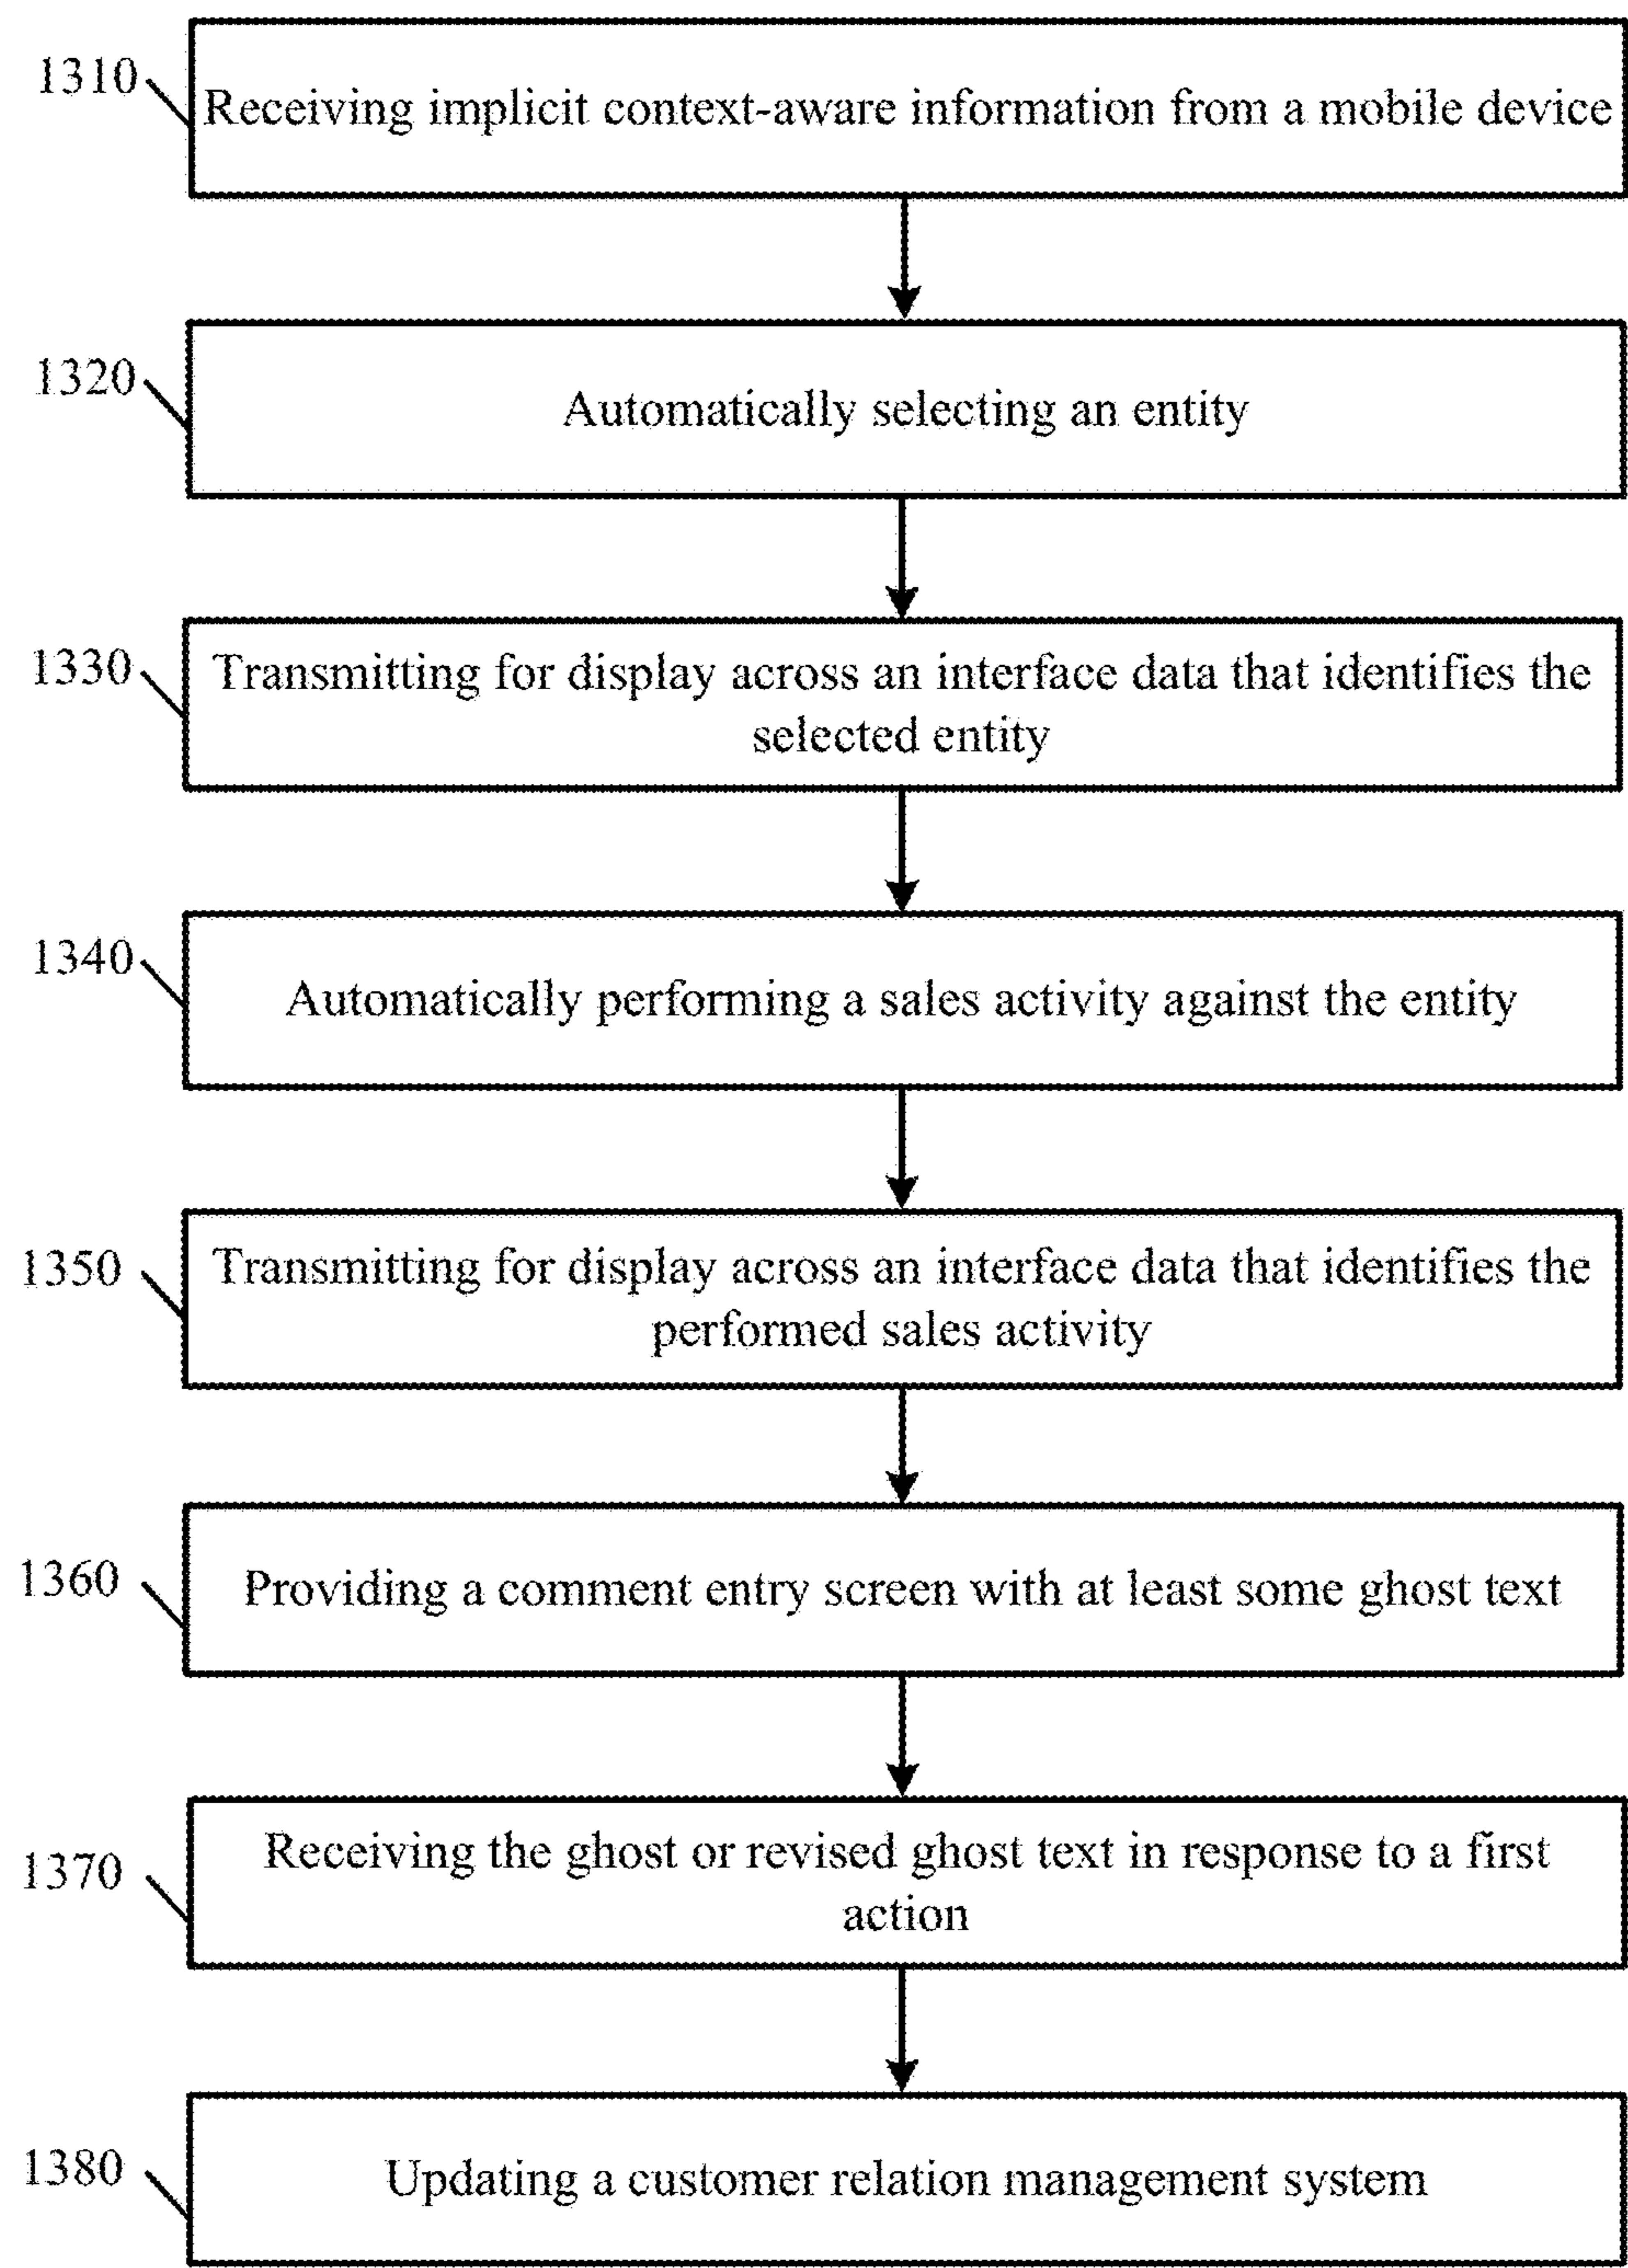 1310
Receiving implicit context-aware information from a mobile device
1320
Automatically selecting an entity
1330
Transmitting for display across an interface data that identifies the
selected entity
1340
Automatically performing a sales activity against the entity
1350
Transmitting for display across an interface data that identifies the
performed sales activity
1360
Providing a comment entry screen with at least some ghost text
1370
Receiving the ghost or revised ghost text in response to a first
action
1380
Updating a customer relation management system